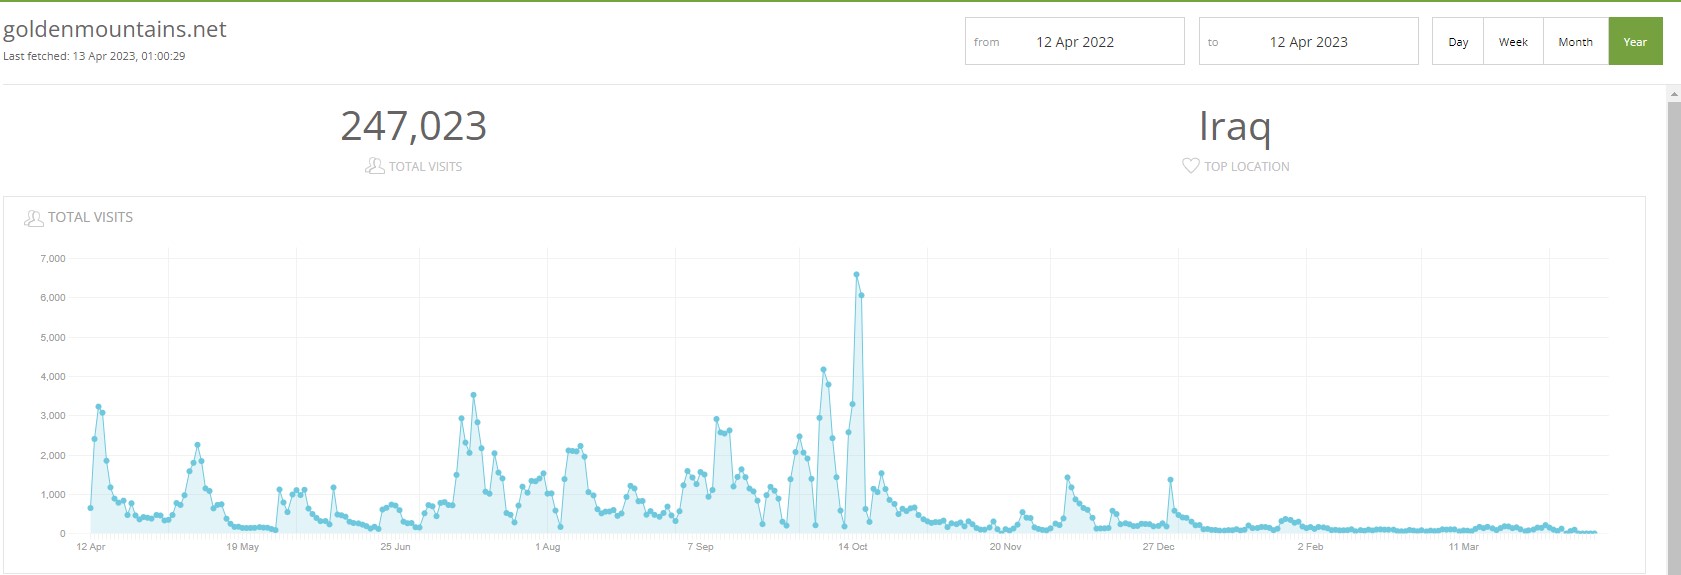 goldenmountains.net
Last fetched: 13 Apr 2023, 01:00:29
from 12 Apr 2022
to 12 Apr 2023
Day Week Month Year
247,023
TOTAL VISITS
Iraq
TOP LOCATION
TOTAL VISITS
7,000
6,000
5,000
4,000
3,000
2,000
1,000
0
12 Apr 19 May 25 Jun 1 Aug 7 Sep 14 Oct 20 Nov 27 Dec 2 Feb 11 Mar